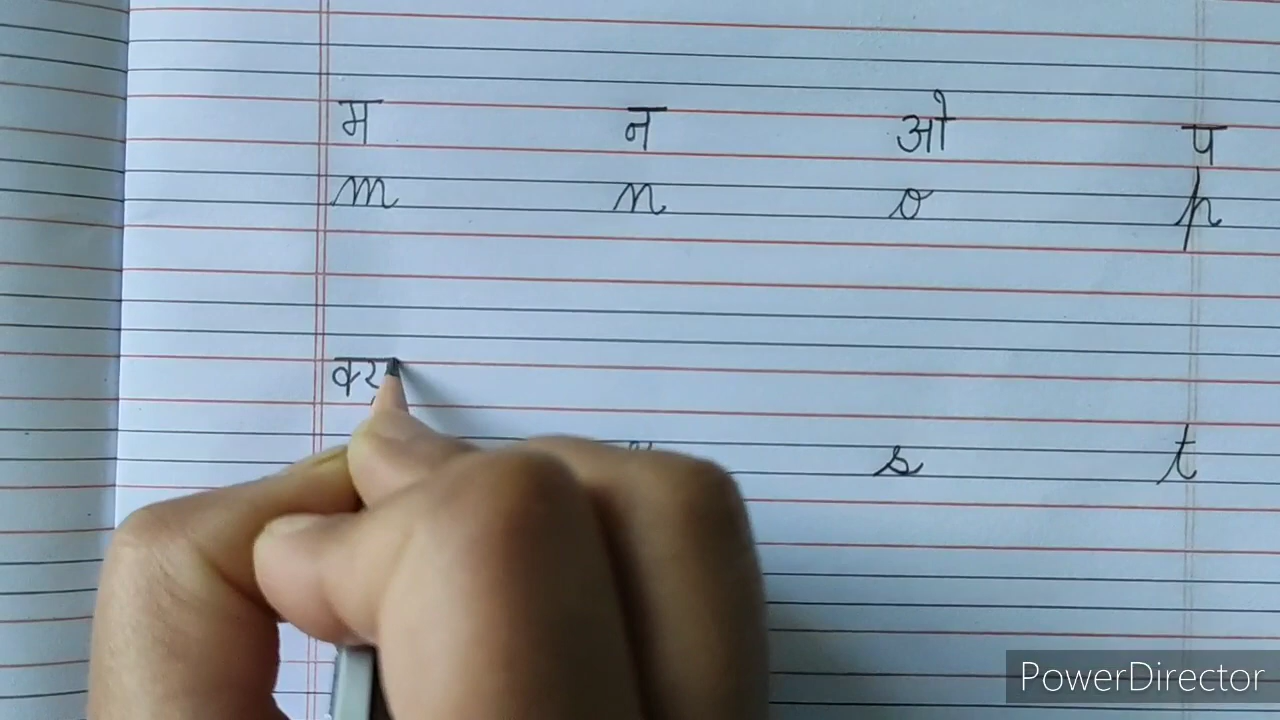 म न ओ प
m n o p
s t
PowerDirector